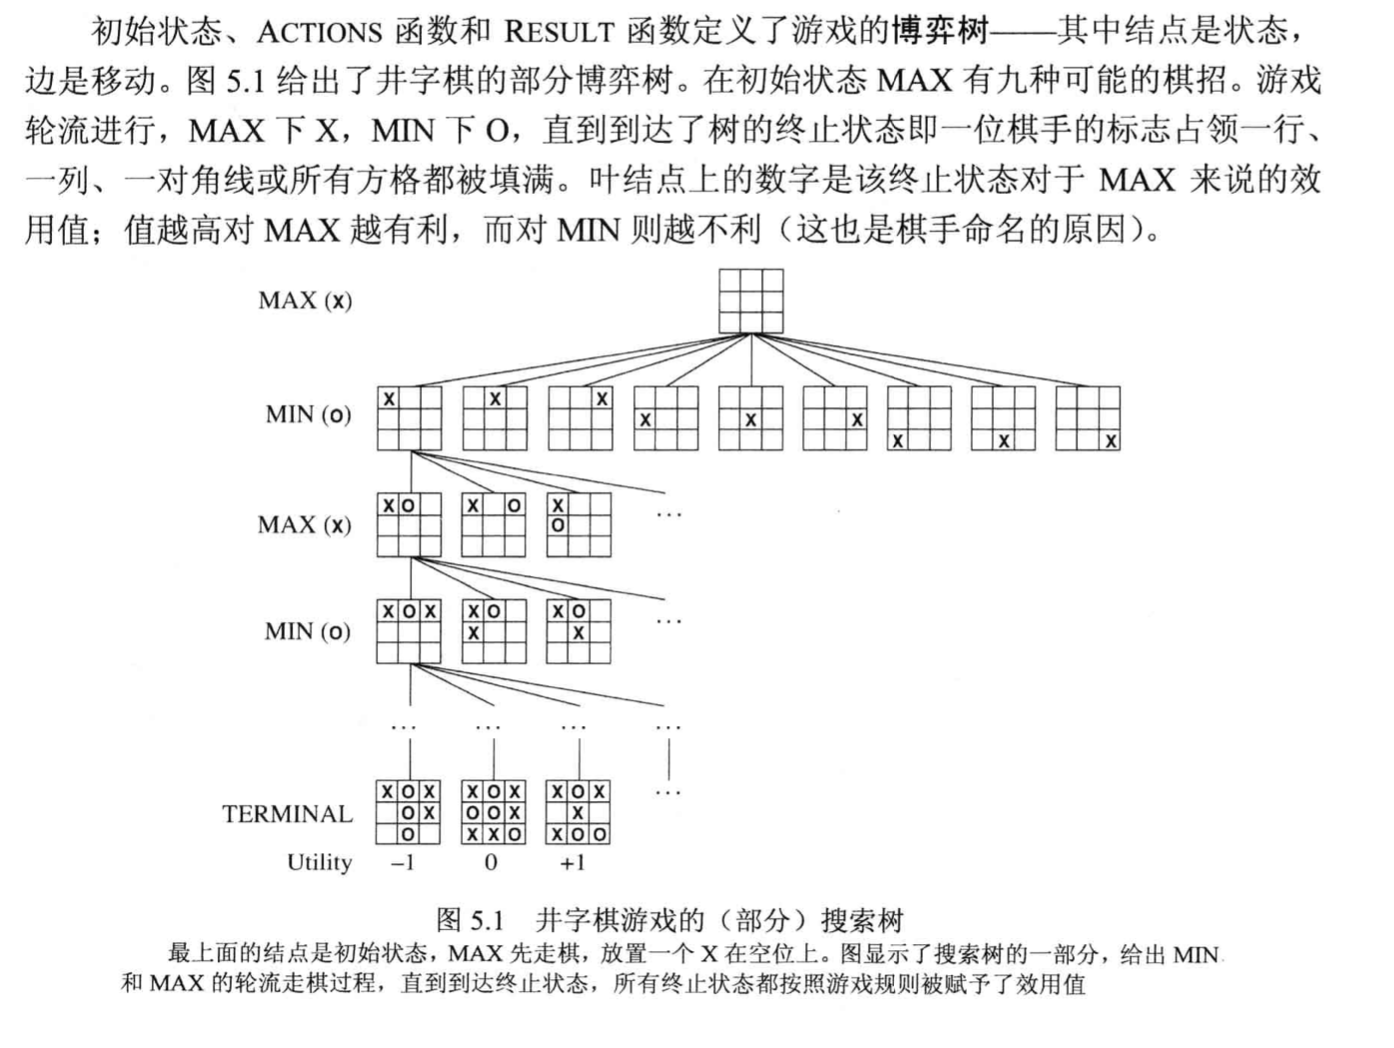 初始状态、ACTIONS 函数和 RESULT 函数定义了游戏的博弈树——其中结点是状态，
边是移动。图 5.1 给出了井字棋的部分博弈树。在初始状态 MAX 有九种可能的棋招。游戏
轮流进行，MAX 下 X，MIN 下 O，直到到达了树的终止状态即一位棋手的标志占领一行、
一列、一对角线或所有方格都被填满。叶结点上的数字是该终止状态对于 MAX 来说的效
用值；值越高对 MAX 越有利，而对 MIN 则越不利（这也是棋手命名的原因）。
MAX (x)
MIN (o)
X X X X X X X X X
MAX (x)
X O X O X
O
...
MIN (o)
X O X X O X O
X X
...
... ... ... ...
TERMINAL
X O X X O X X O X
O X O O X X
O X X O X O O
...
Utility -1 0 +1
图 5.1 井字棋游戏的（部分）搜索树
最上面的结点是初始状态，MAX 先走棋，放置一个 X 在空位上。图显示了搜索树的一部分，给出 MIN
和 MAX 的轮流走棋过程，直到到达终止状态，所有终止状态都按照游戏规则被赋予了效用值